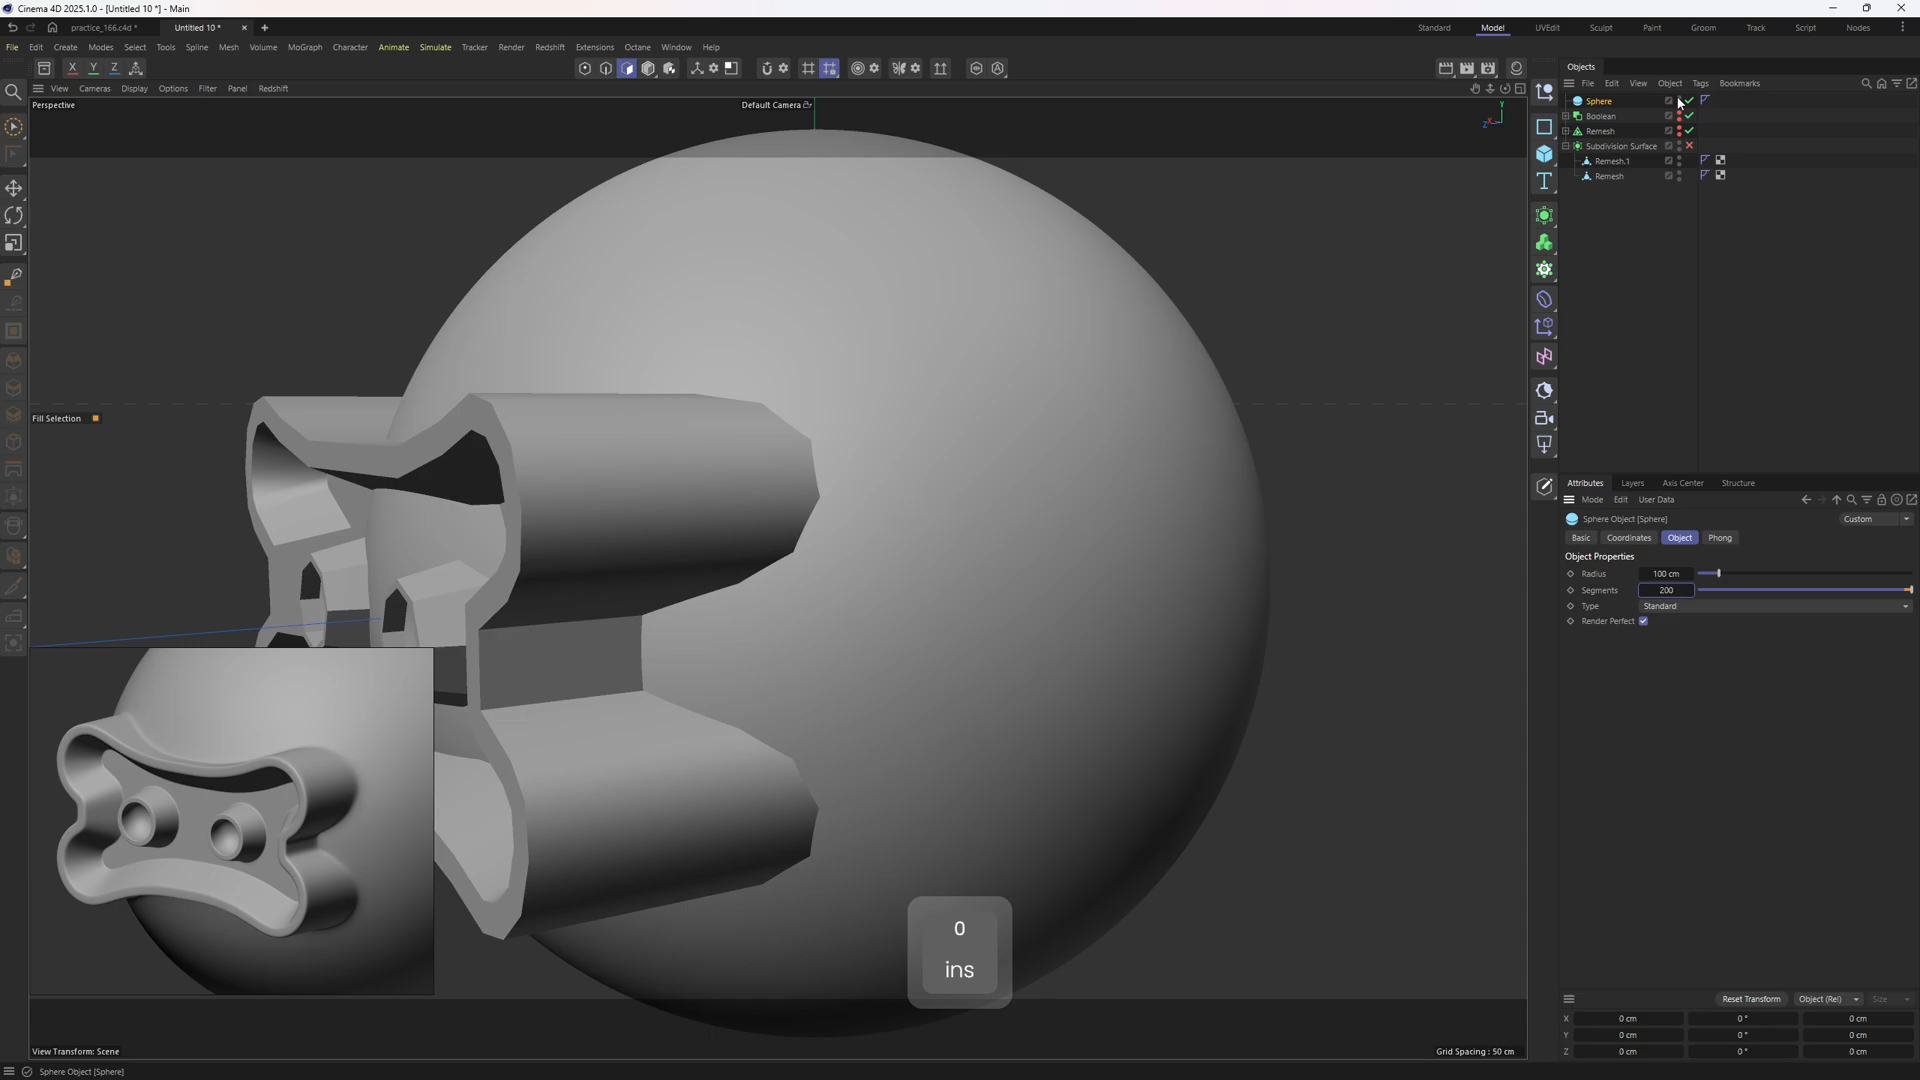 Cinema 4D 2025.1.0 - [Untitled 10 *] - Main
practice_166.c4d *
Untitled 10 *
Standard
Model
UVEdit
Sculpt
Paint
Groom
Track
Script
Nodes
File
Edit
Create
Modes
Select
Tools
Spline
Mesh
Volume
MoGraph
Character
Animate
Simulate
Tracker
Render
Redshift
Extensions
Octane
Window
Help
X
Y
Z
View
Cameras
Display
Options
Filter
Panel
Redshift
Perspective
Default Camera
Y
X
Z
Fill Selection
0
ins
View Transform: Scene
Grid Spacing : 50 cm
Sphere Object [Sphere]
Objects
File
Edit
View
Object
Tags
Bookmarks
Sphere
Boolean
Remesh
Subdivision Surface
Remesh.1
Remesh
Attributes
Layers
Axis Center
Structure
Mode
Edit
User Data
Sphere Object [Sphere]
Custom
Basic
Coordinates
Object
Phong
Object Properties
Radius
100 cm
Segments
200
Type
Standard
Render Perfect
Reset Transform
Object (Rel)
Size
X
0 cm
0 °
0 cm
Y
0 cm
0 °
0 cm
Z
0 cm
0 °
0 cm